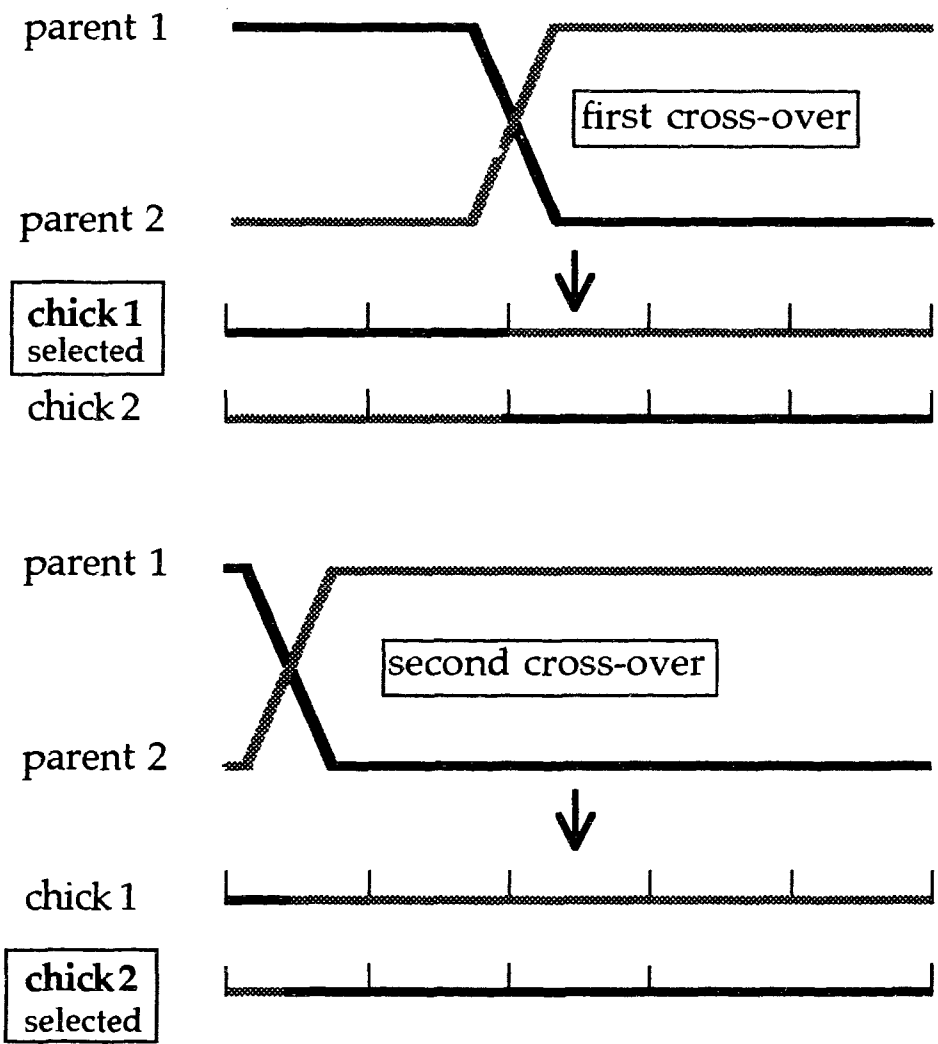 parent 1
first cross-over
parent 2
chick 1
selected
chick 2
parent 1
second cross-over
parent 2
chick 1
chick 2
selected